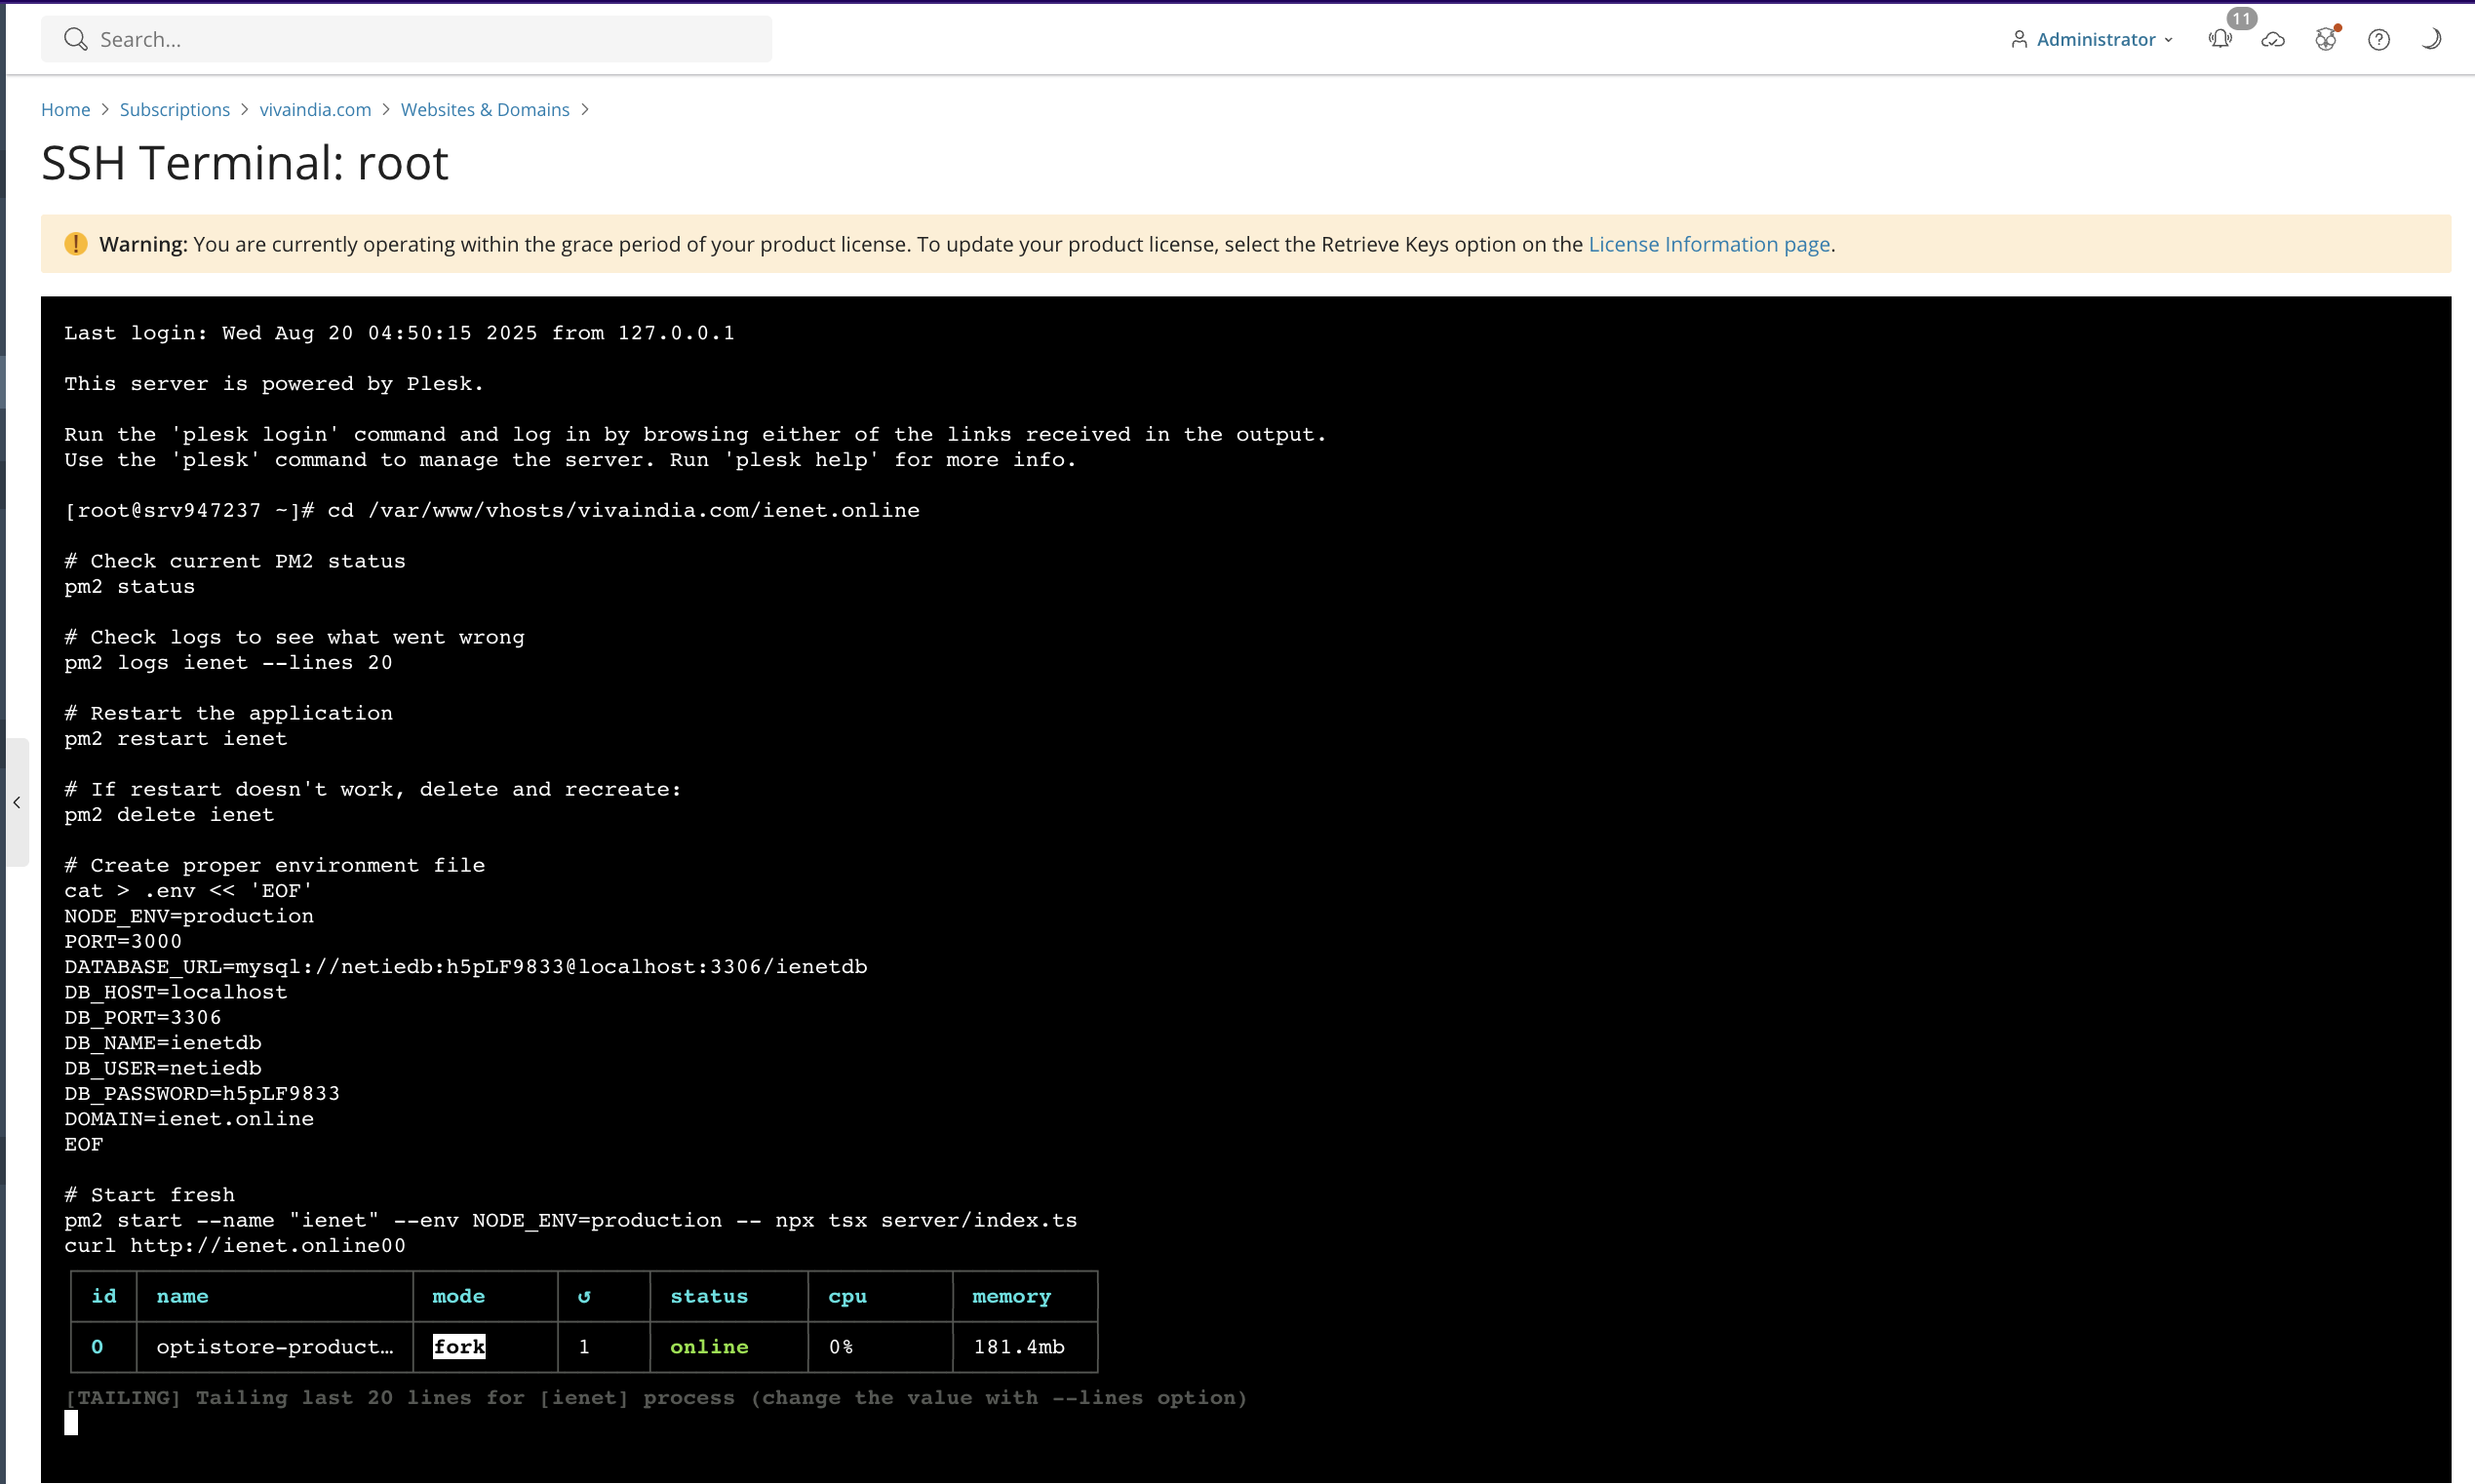 Search...
Administrator
11
Home > Subscriptions > vivaindia.com > Websites & Domains >
SSH Terminal: root
Warning: You are currently operating within the grace period of your product license. To update your product license, select the Retrieve Keys option on the License Information page.
Last login: Wed Aug 20 04:50:15 2025 from 127.0.0.1
This server is powered by Plesk.
Run the 'plesk login' command and log in by browsing either of the links received in the output.
Use the 'plesk' command to manage the server. Run 'plesk help' for more info.
[root@srv947237 ~]# cd /var/www/vhosts/vivaindia.com/ienet.online
# Check current PM2 status
pm2 status
# Check logs to see what went wrong
pm2 logs ienet --lines 20
# Restart the application
pm2 restart ienet
# If restart doesn't work, delete and recreate:
pm2 delete ienet
# Create proper environment file
cat > .env << 'EOF'
NODE_ENV=production
PORT=3000
DATABASE_URL=mysql://netiedb:h5pLF9833@localhost:3306/ienetdb
DB_HOST=localhost
DB_PORT=3306
DB_NAME=ienetdb
DB_USER=netiedb
DB_PASSWORD=h5pLF9833
DOMAIN=ienet.online
EOF
# Start fresh
pm2 start --name "ienet" --env NODE_ENV=production -- npx tsx server/index.ts
curl http://ienet.online00
id name mode ↺ status cpu memory
0 optistore-product… fork 1 online 0% 181.4mb
[TAILING] Tailing last 20 lines for [ienet] process (change the value with --lines option)